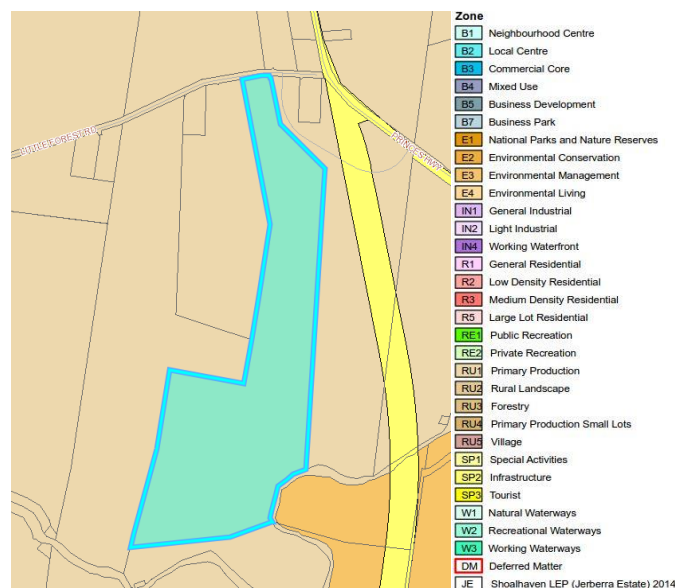 Zone
B1 Neighbourhood Centre
B2 Local Centre
B3 Commercial Core
B4 Mixed Use
B5 Business Development
B7 Business Park
E1 National Parks and Nature Reserves
E2 Environmental Conservation
E3 Environmental Management
E4 Environmental Living
IN1 General Industrial
IN2 Light Industrial
IN4 Working Waterfront
R1 General Residential
R2 Low Density Residential
R3 Medium Density Residential
R5 Large Lot Residential
RE1 Public Recreation
RE2 Private Recreation
RU1 Primary Production
RU2 Rural Landscape
RU3 Forestry
RU4 Primary Production Small Lots
RU5 Village
SP1 Special Activities
SP2 Infrastructure
SP3 Tourist
W1 Natural Waterways
W2 Recreational Waterways
W3 Working Waterways
DM Deferred Matter
JE Shoalhaven LEP (Jerberra Estate) 2014
LITTLE FOREST RD
PRINCES HWY